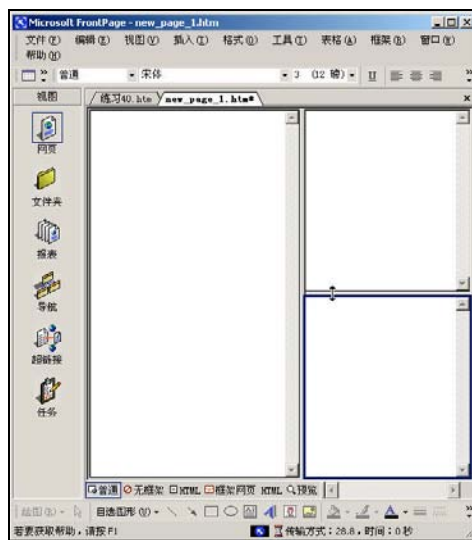 Microsoft FrontPage - new_page_1.htm
文件(F) 编辑(E) 视图(V) 插入(I) 格式(O) 工具(T) 表格(A) 框架(R) 窗口(W)
帮助(H)
普通 宋体 3 (12 磅) U
视图 练习40.htm new_page_1.htm*
网页
文件夹
报表
导航
超链接
任务
普通 无框架 HTML 框架网页 HTML 预览
绘图(R) 自选图形(U) A
若要获取帮助，请按 F1 传输方式：28.8，时间：0秒